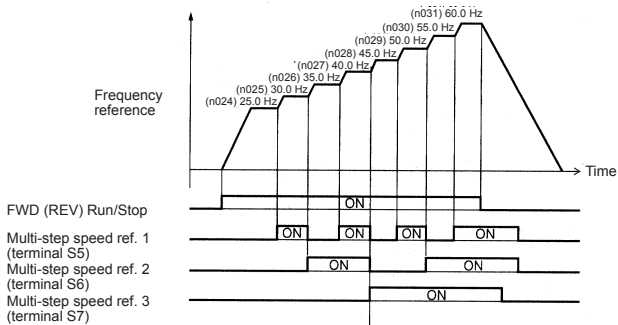 (n031) 60.0 Hz
(n030) 55.0 Hz
(n029) 50.0 Hz
(n028) 45.0 Hz
(n027) 40.0 Hz
(n026) 35.0 Hz
(n025) 30.0 Hz
(n024) 25.0 Hz
Frequency
reference
Time
FWD (REV) Run/Stop
ON
Multi-step speed ref. 1
(terminal S5)
ON ON ON ON
Multi-step speed ref. 2
(terminal S6)
ON ON
Multi-step speed ref. 3
(terminal S7)
ON